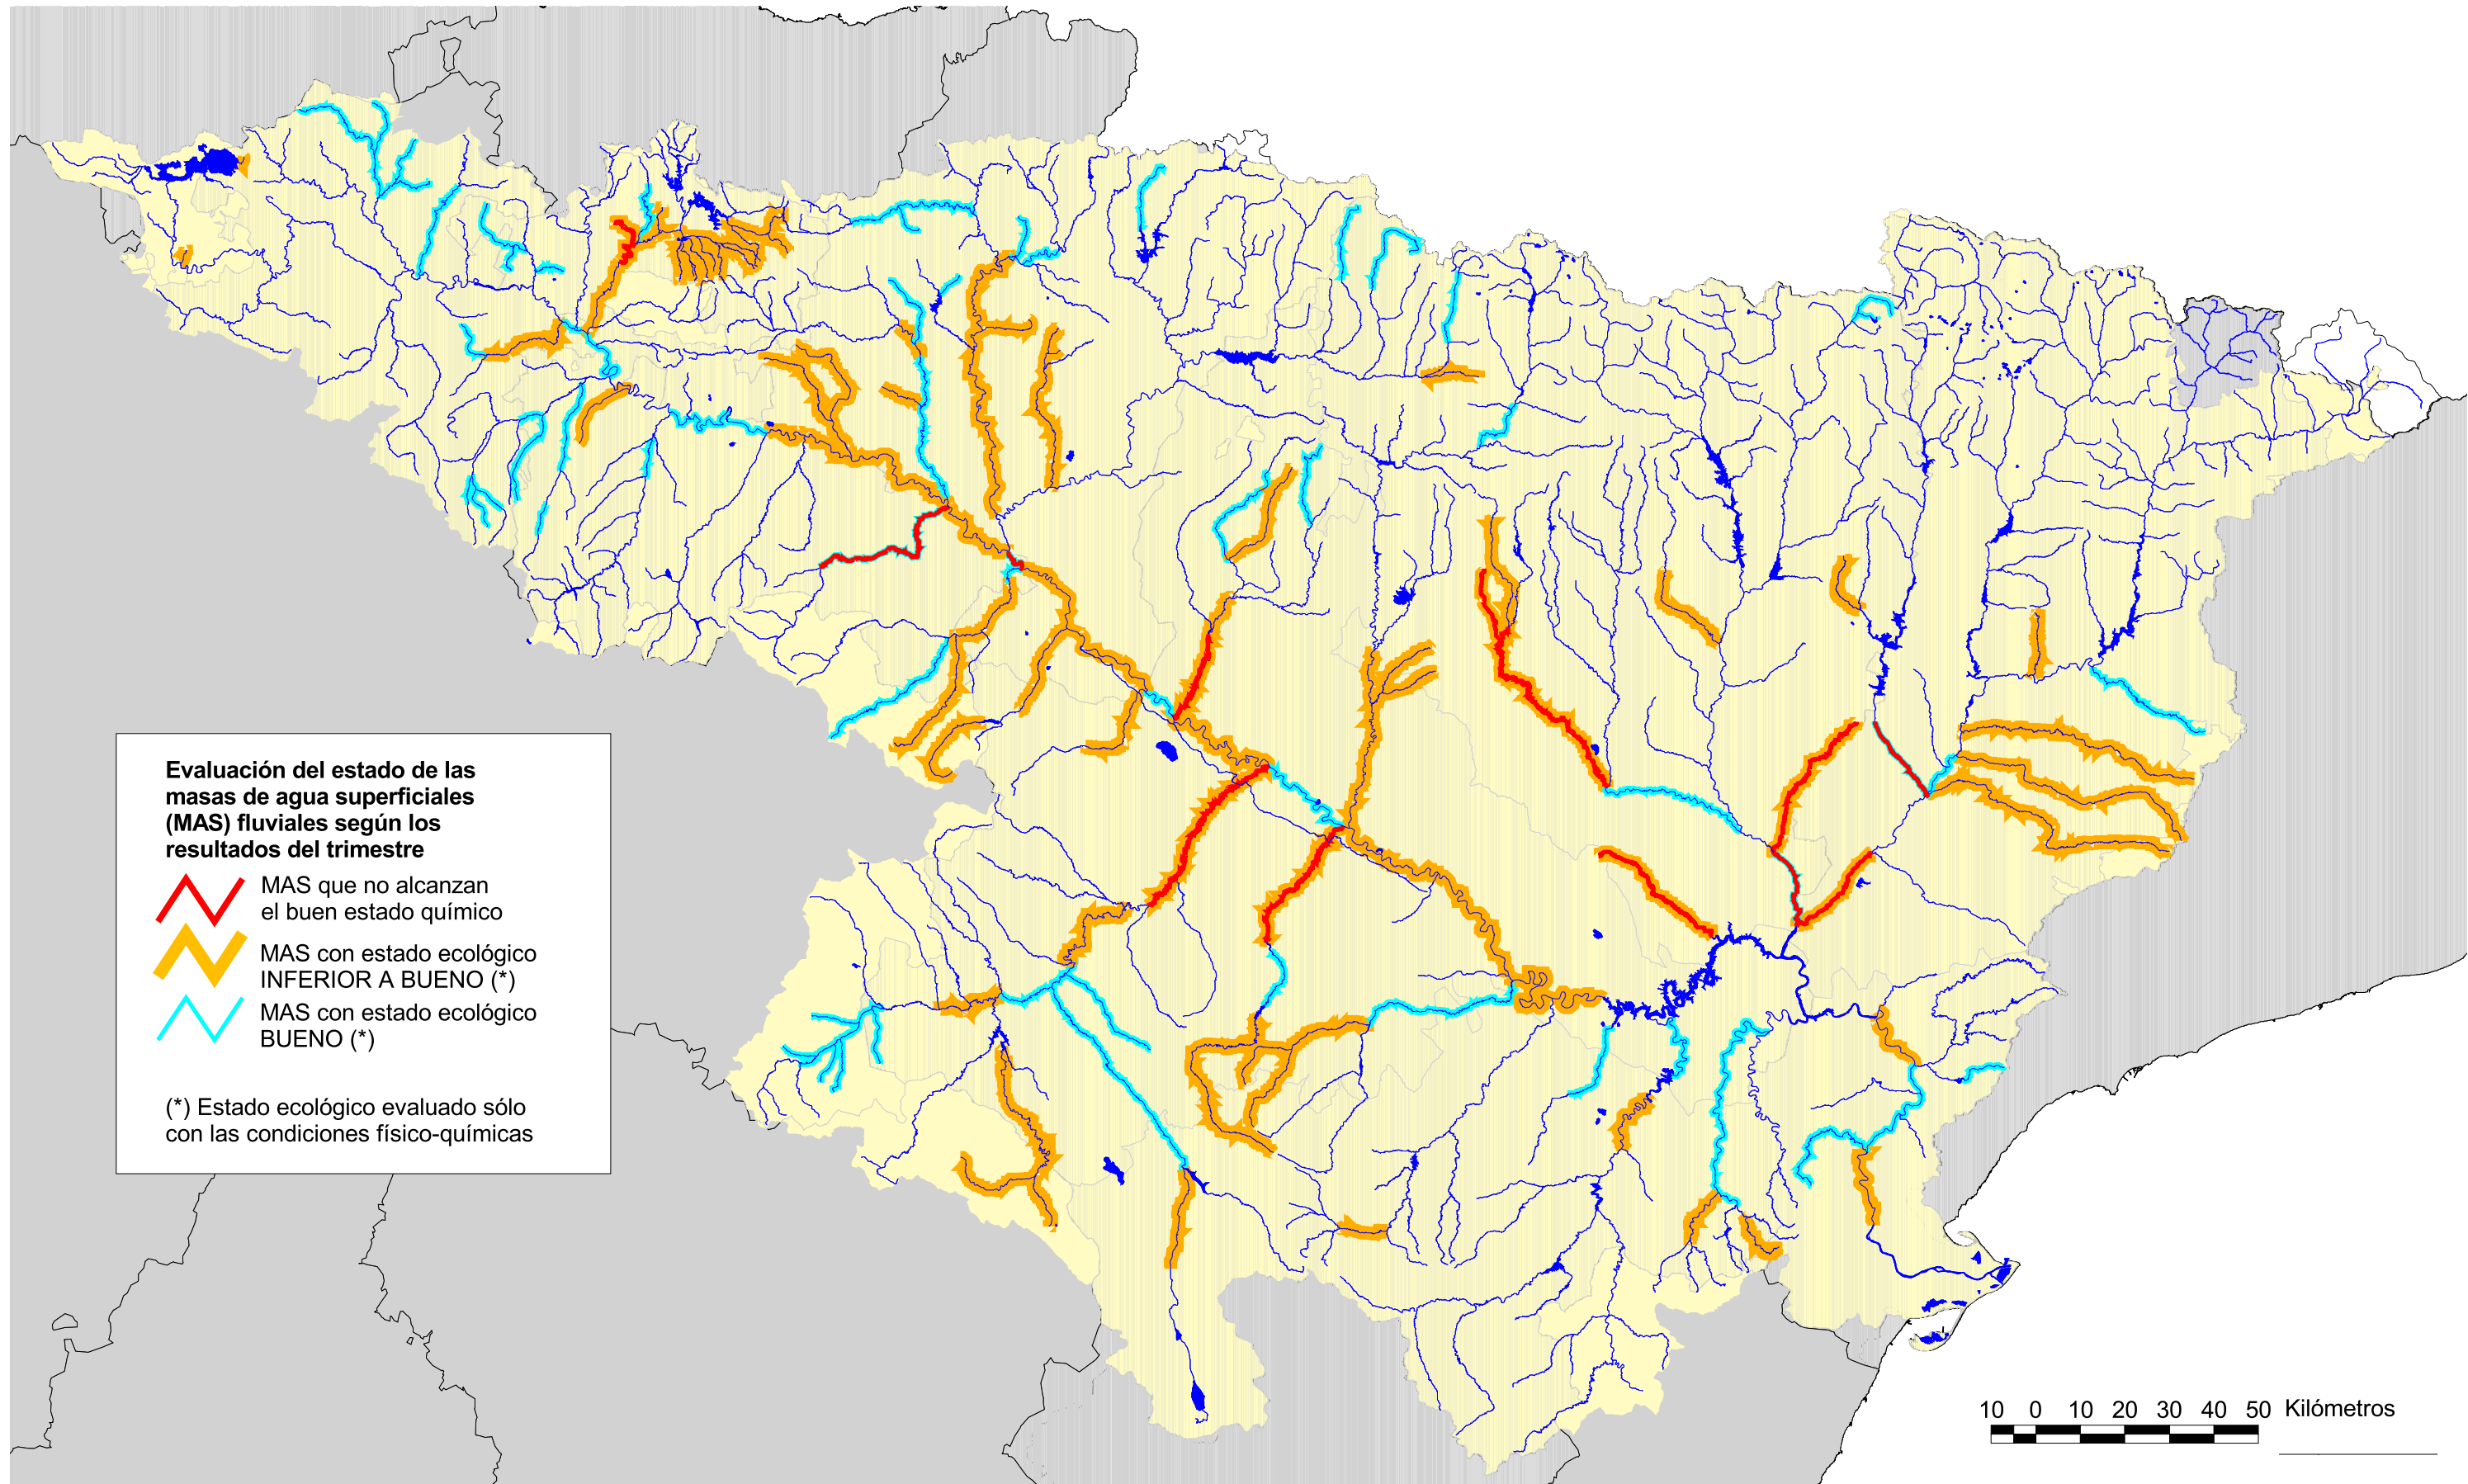 Evaluación del estado de las
masas de agua superficiales
(MAS) fluviales según los
resultados del trimestre
MAS que no alcanzan
el buen estado químico
MAS con estado ecológico
INFERIOR A BUENO (*)
MAS con estado ecológico
BUENO (*)
(*) Estado ecológico evaluado sólo
con las condiciones físico-químicas
10 0 10 20 30 40 50 Kilómetros